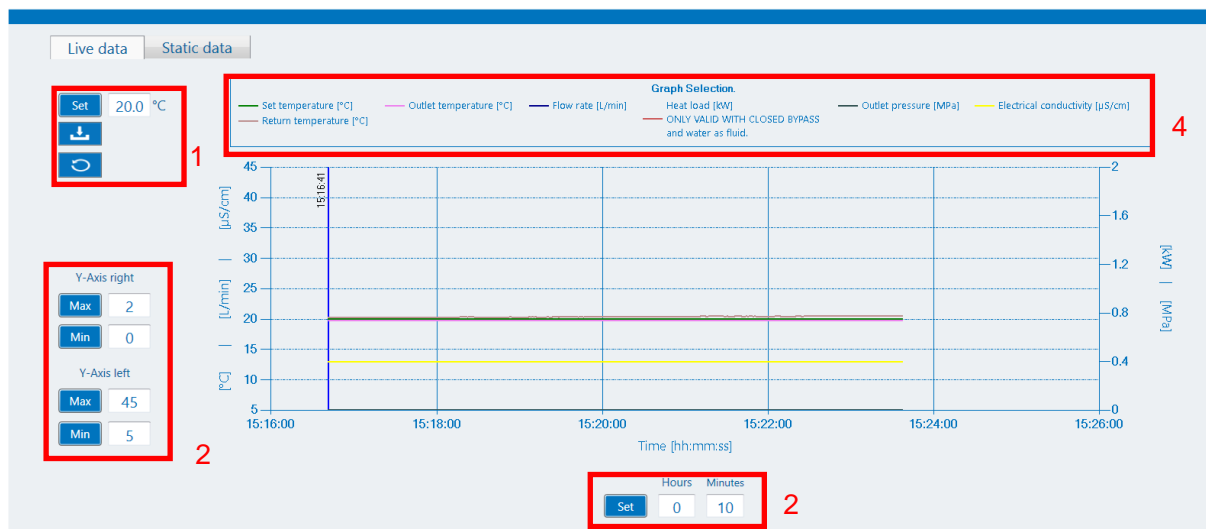 Live data Static data
Set 20.0 °C
1
Graph Selection.
Set temperature [°C] Outlet temperature [°C] Flow rate [L/min] Heat load [kW] Outlet pressure [MPa] Electrical conductivity [µS/cm]
Return temperature [°C] ONLY VALID WITH CLOSED BYPASS
and water as fluid.
4
Y-Axis right
Max 2
Min 0
Y-Axis left
Max 45
Min 5
2
[°C] | [L/min] | [µS/cm]
45
40
35
30
25
20
15
10
5
15:16:41
2
1.6
1.2
0.8
0.4
0
[kW] | [MPa]
15:16:00 15:18:00 15:20:00 15:22:00 15:24:00 15:26:00
Time [hh:mm:ss]
Hours Minutes
Set 0 10
2